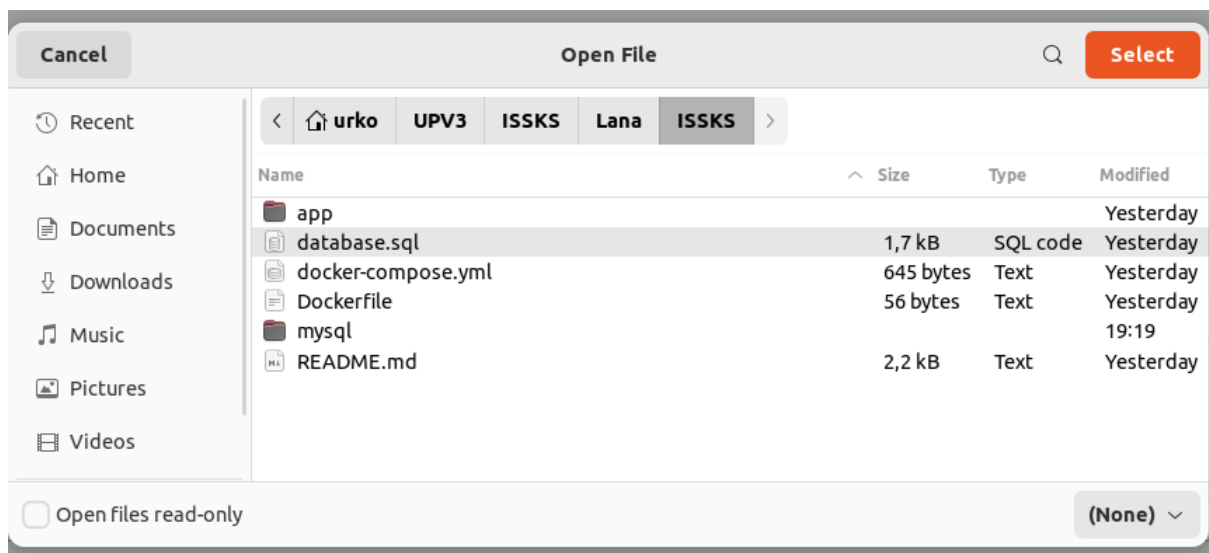 Cancel Open File Select
Recent
Home
Documents
Downloads
Music
Pictures
Videos
urko UPV3 ISSKS Lana ISSKS
Name Size Type Modified
app Yesterday
database.sql 1,7 kB SQL code Yesterday
docker-compose.yml 645 bytes Text Yesterday
Dockerfile 56 bytes Text Yesterday
mysql 19:19
README.md 2,2 kB Text Yesterday
Open files read-only (None)